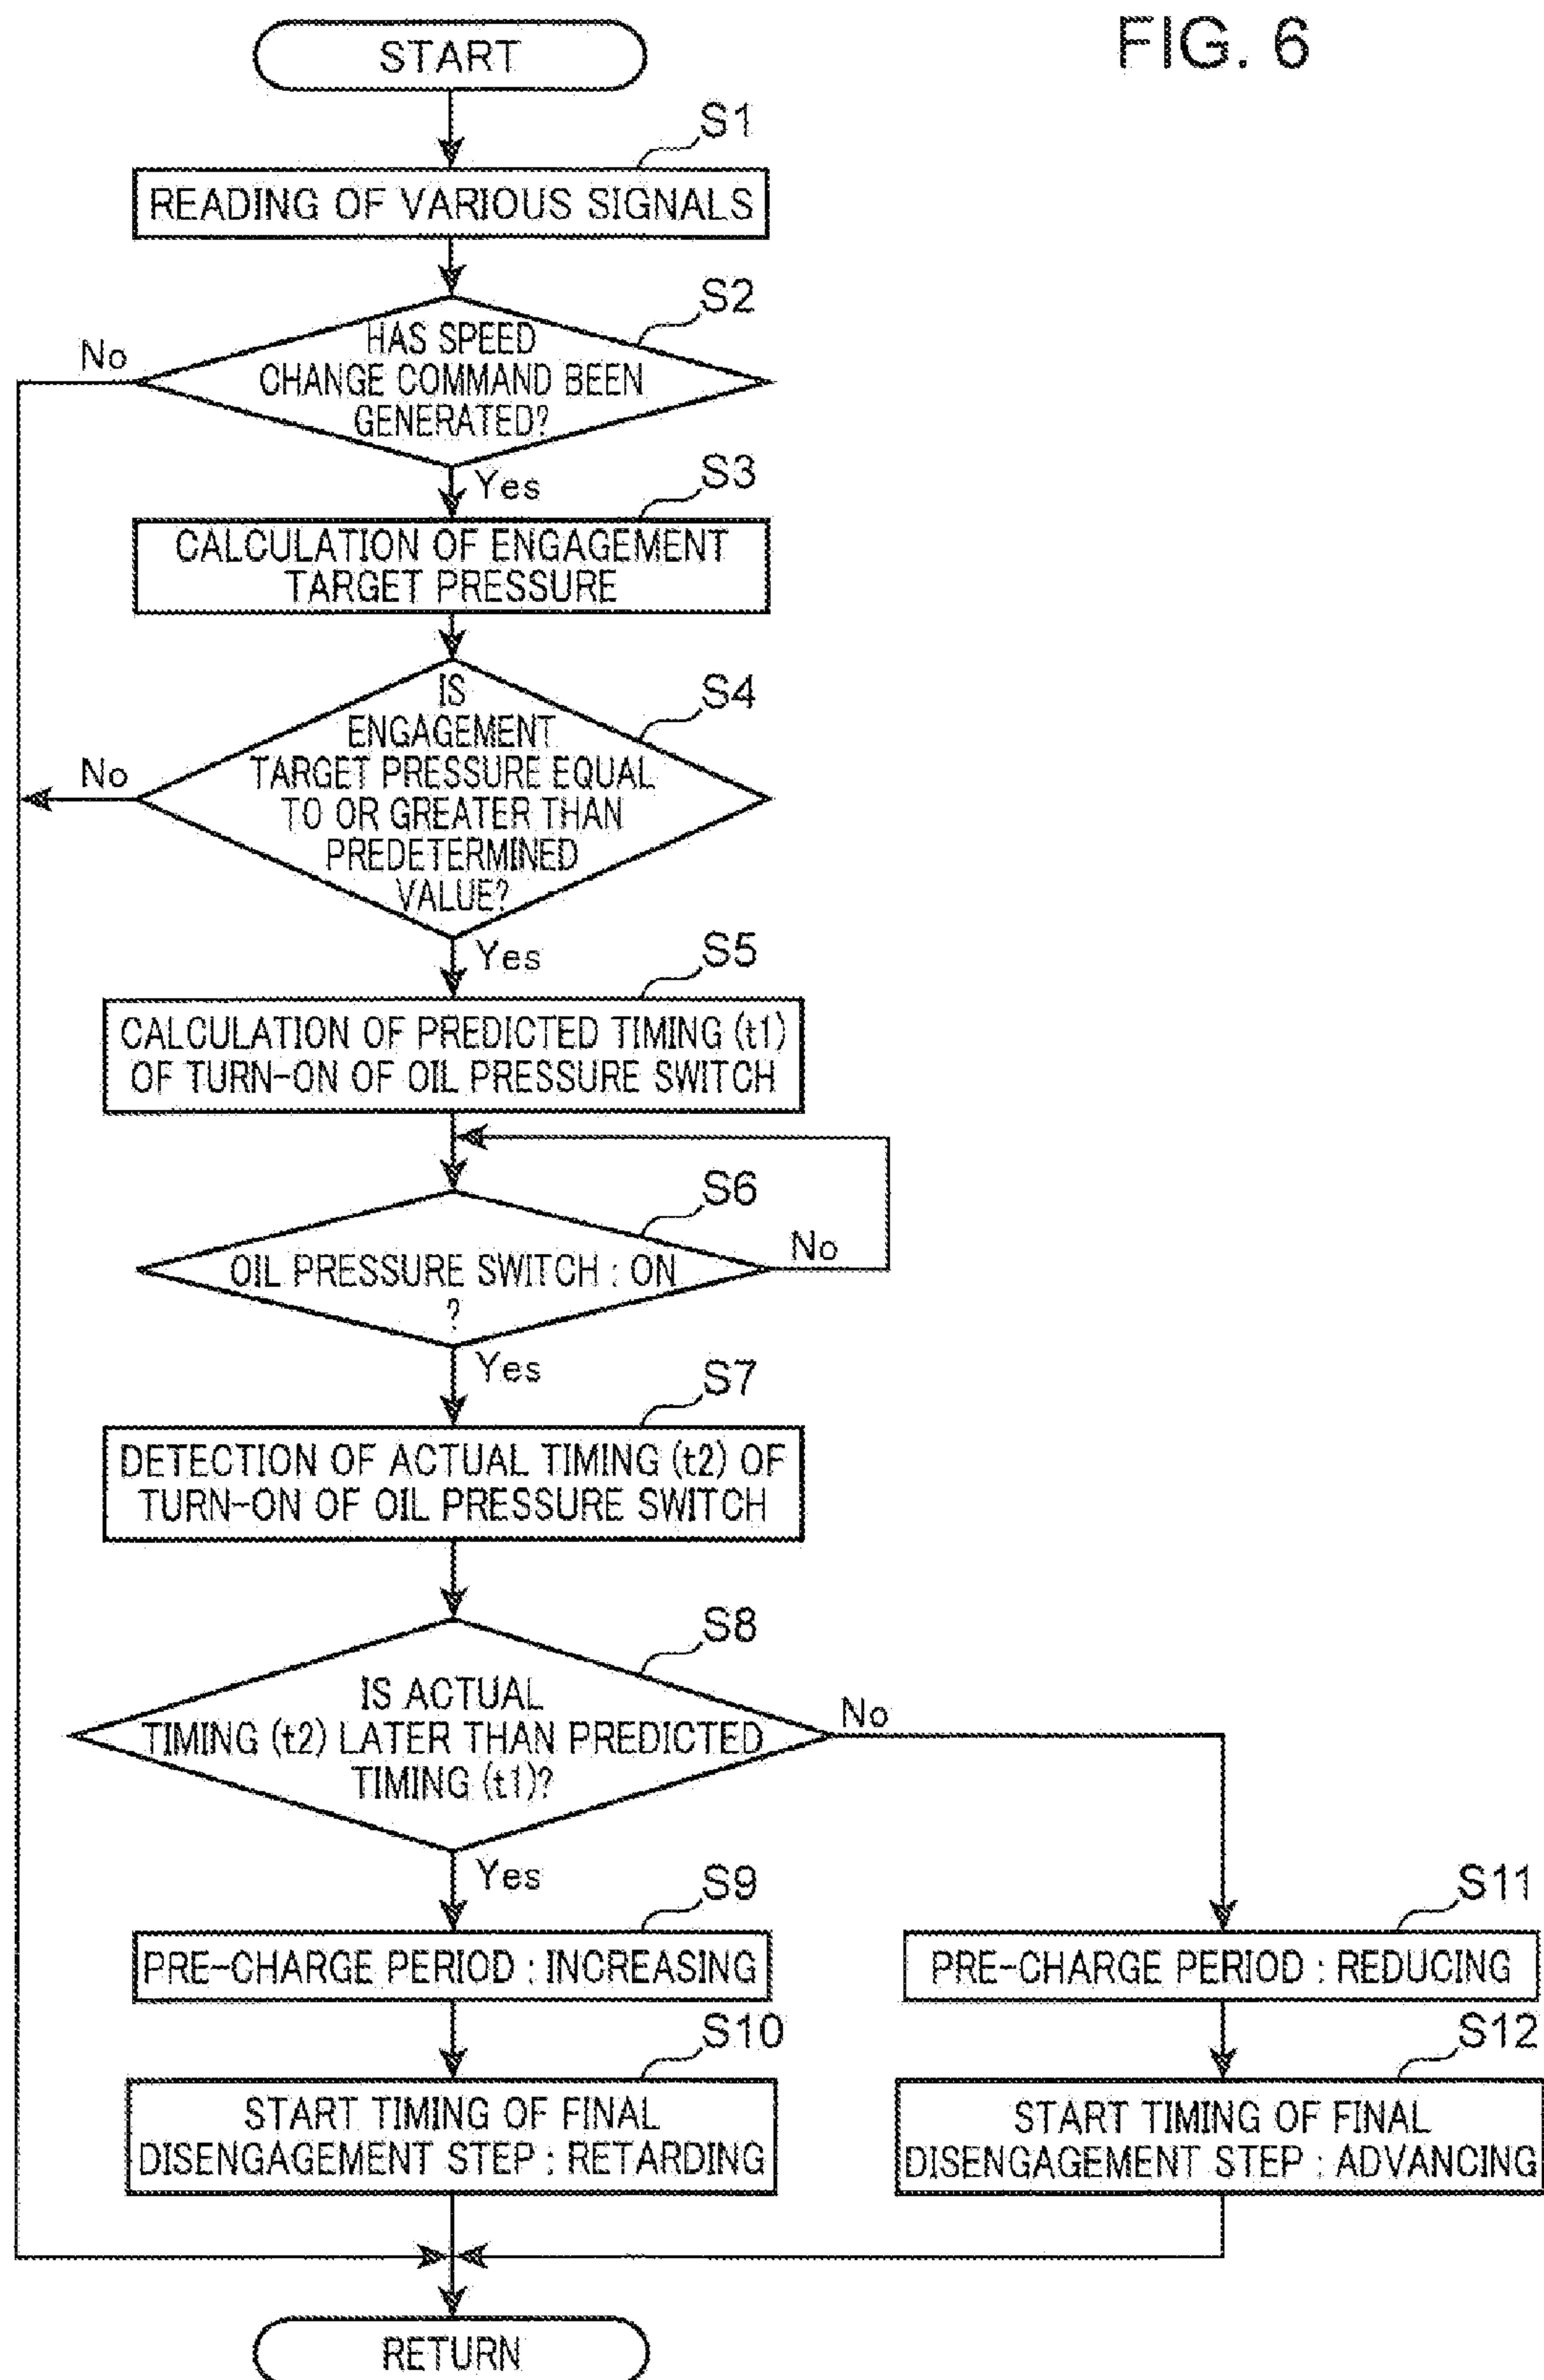 FIG. 6
START
S1
READING OF VARIOUS SIGNALS
S2
HAS SPEED
CHANGE COMMAND BEEN
GENERATED?
No
Yes
S3
CALCULATION OF ENGAGEMENT
TARGET PRESSURE
S4
IS
ENGAGEMENT
TARGET PRESSURE EQUAL
TO OR GREATER THAN
PREDETERMINED
VALUE?
No
Yes
S5
CALCULATION OF PREDICTED TIMING (t1)
OF TURN-ON OF OIL PRESSURE SWITCH
S6
OIL PRESSURE SWITCH : ON
?
No
Yes
S7
DETECTION OF ACTUAL TIMING (t2) OF
TURN-ON OF OIL PRESSURE SWITCH
S8
IS ACTUAL
TIMING (t2) LATER THAN PREDICTED
TIMING (t1)?
No
Yes
S9
PRE-CHARGE PERIOD : INCREASING
S10
START TIMING OF FINAL
DISENGAGEMENT STEP : RETARDING
S11
PRE-CHARGE PERIOD : REDUCING
S12
START TIMING OF FINAL
DISENGAGEMENT STEP : ADVANCING
RETURN